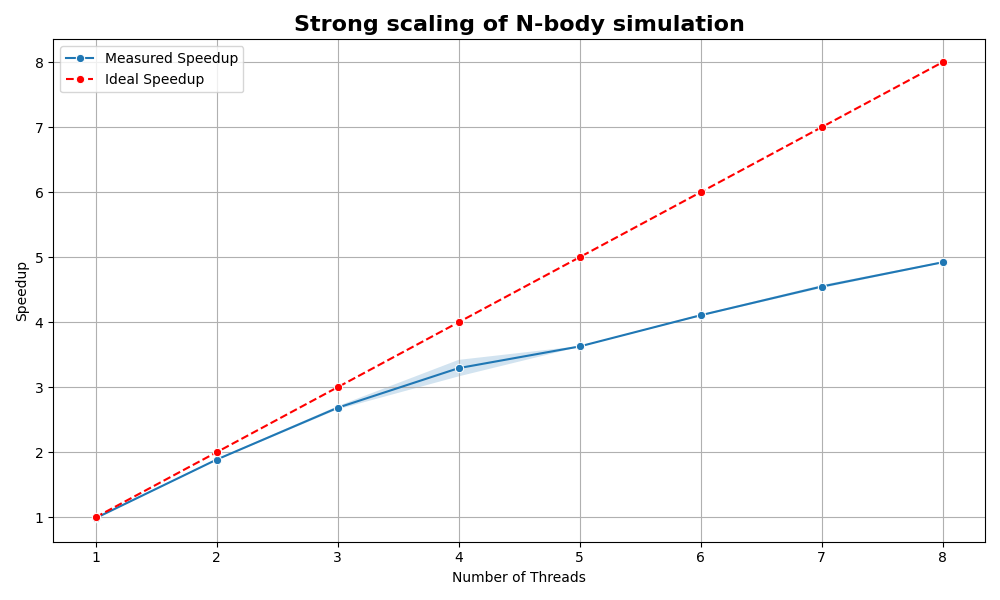 Strong scaling of N-body simulation
Measured Speedup
Ideal Speedup
8
7
6
5
4
3
2
1
Speedup
1 2 3 4 5 6 7 8
Number of Threads